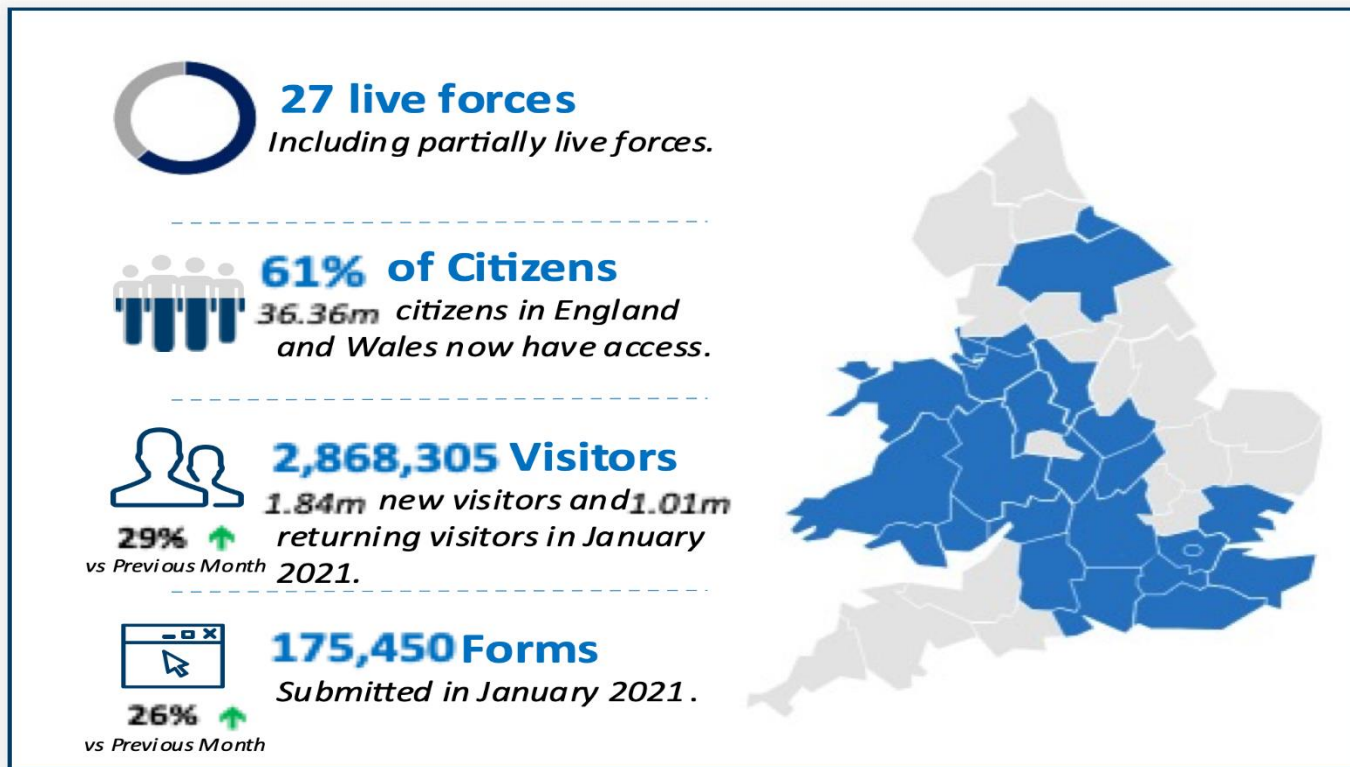 27 live forces
Including partially live forces.
61% of Citizens
36.36m citizens in England
and Wales now have access.
2,868,305 Visitors
1.84m new visitors and 1.01m
returning visitors in January
2021.
29%
vs Previous Month
175,450 Forms
Submitted in January 2021.
26%
vs Previous Month